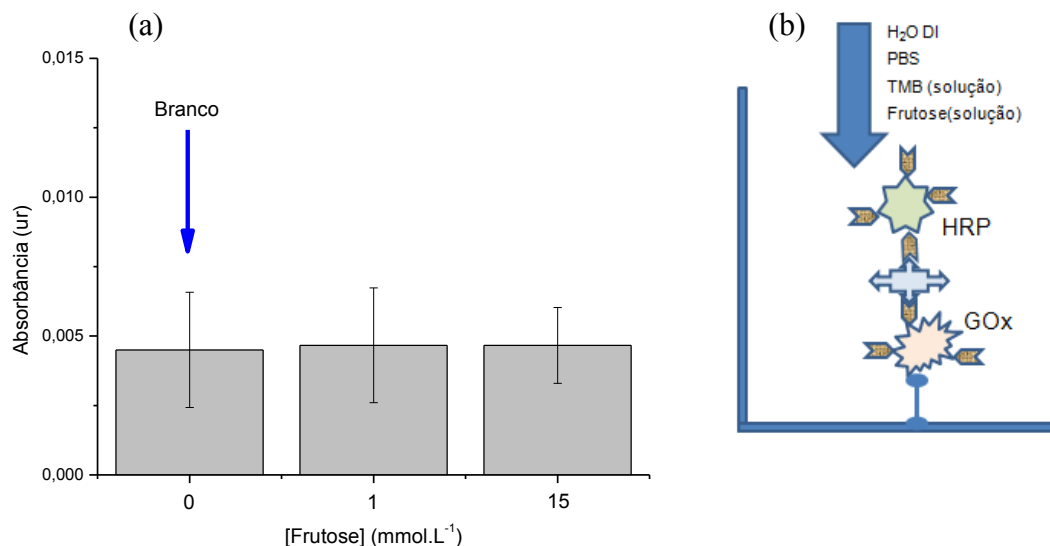 (a)
0,015
0,010
0,005
0,000
Absorbância (ur)
Branco
0
1
15
[Frutose] (mmol.L⁻¹)
(b)
H₂O DI
PBS
TMB (solução)
Frutose(solução)
HRP
GOx